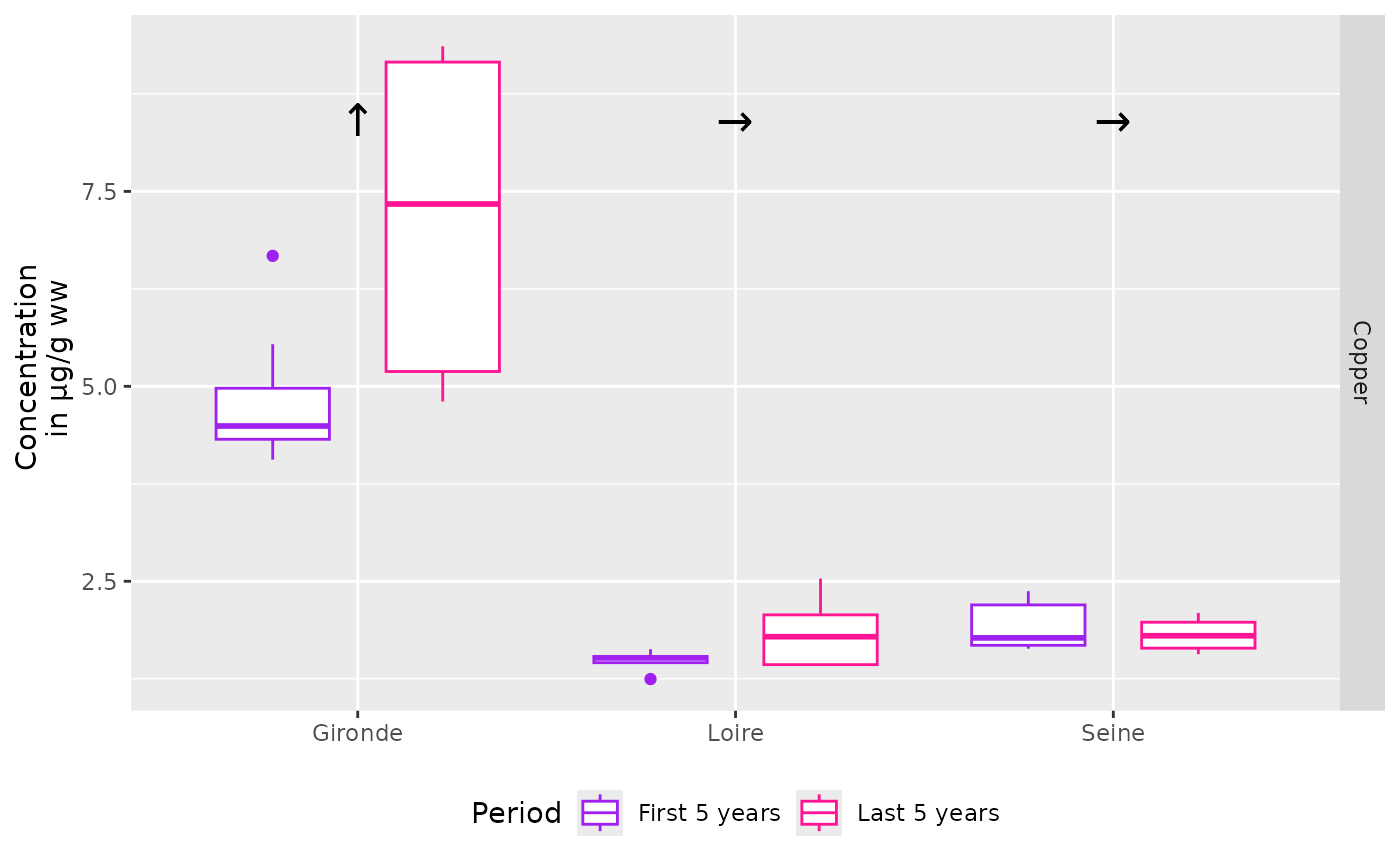 Concentration
in µg/g ww
7.5
5.0
2.5
↑
→
→
Copper
Gironde
Loire
Seine
Period
First 5 years
Last 5 years